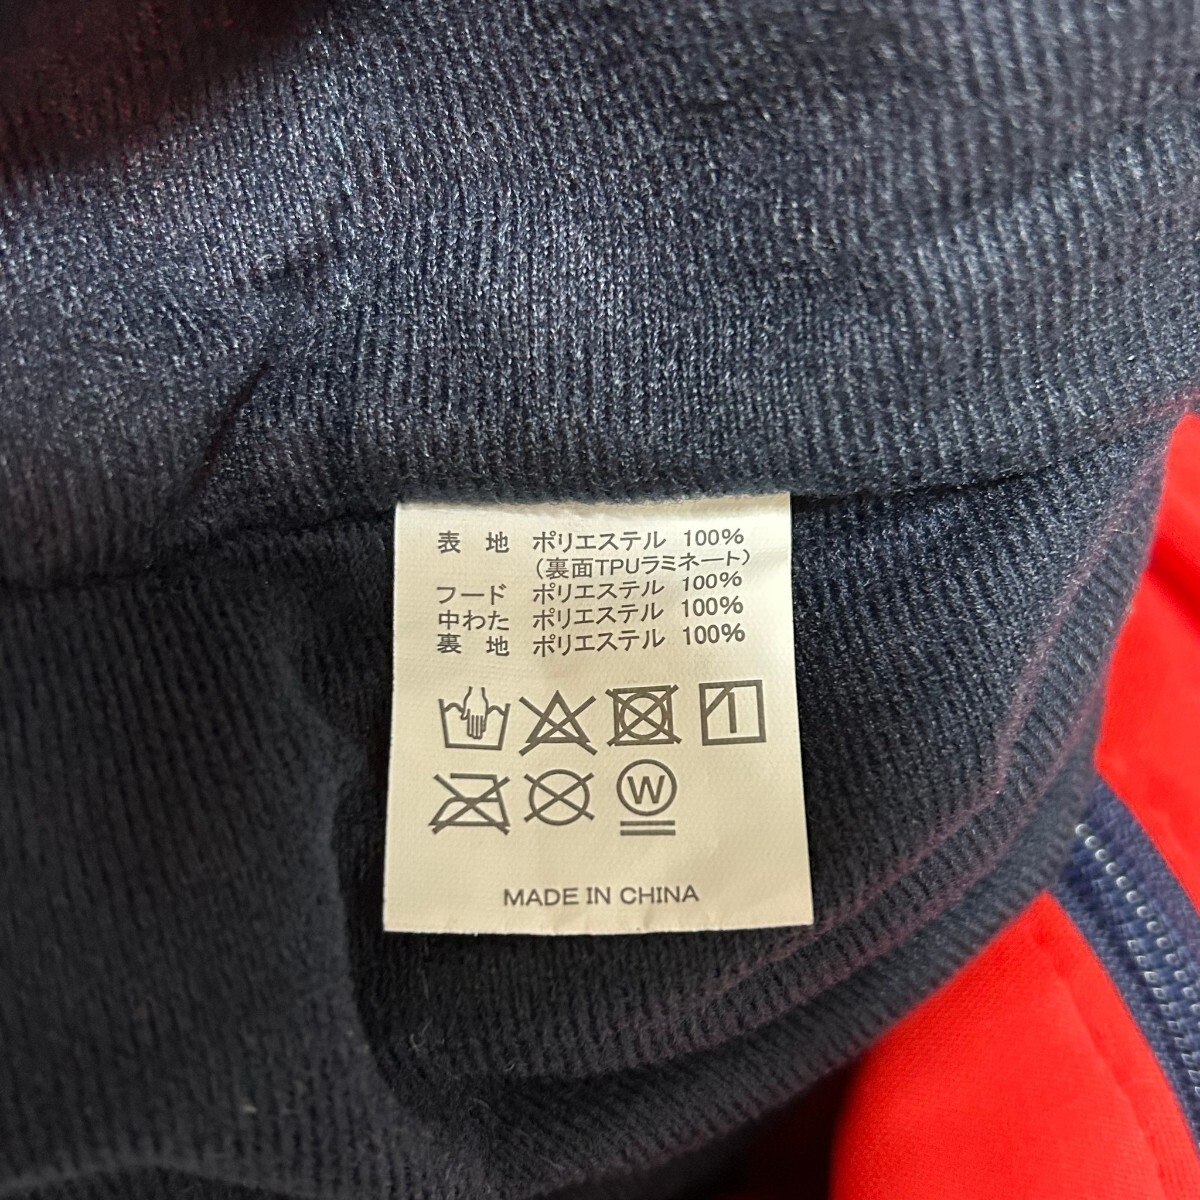 表 地 ポリエステル 100%
(裏面TPUラミネート)
フード ポリエステル 100%
中わた ポリエステル 100%
裏 地 ポリエステル 100%
W
MADE IN CHINA